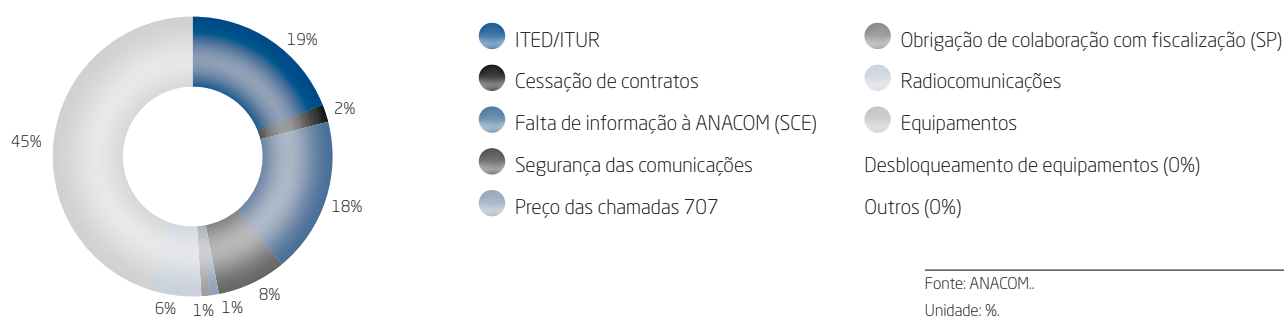 19%
2%
18%
8%
1%
1%
6%
45%
ITED/ITUR
Cessação de contratos
Falta de informação à ANACOM (SCE)
Segurança das comunicações
Preço das chamadas 707
Obrigação de colaboração com fiscalização (SP)
Radiocomunicações
Equipamentos
Desbloqueamento de equipamentos (0%)
Outros (0%)
Fonte: ANACOM..
Unidade: %.